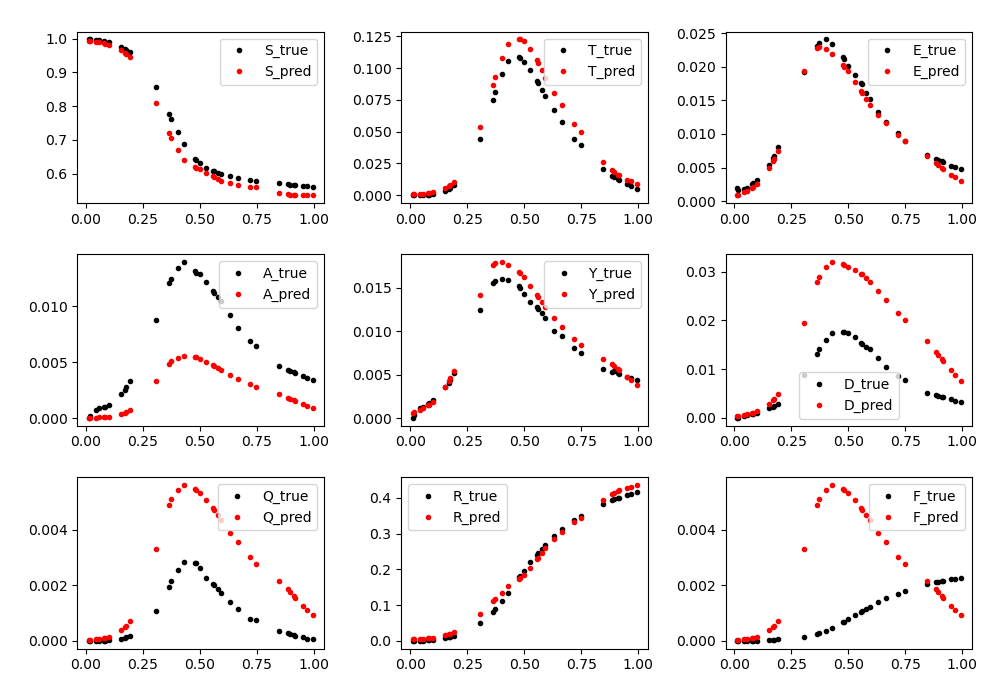 1.0
0.9
0.8
0.7
0.6
0.00 0.25 0.50 0.75 1.00
S_true
S_pred
0.125
0.100
0.075
0.050
0.025
0.000
0.00 0.25 0.50 0.75 1.00
T_true
T_pred
0.025
0.020
0.015
0.010
0.005
0.000
0.00 0.25 0.50 0.75 1.00
E_true
E_pred
0.010
0.005
0.000
0.00 0.25 0.50 0.75 1.00
A_true
A_pred
0.015
0.010
0.005
0.000
0.00 0.25 0.50 0.75 1.00
Y_true
Y_pred
0.03
0.02
0.01
0.00
0.00 0.25 0.50 0.75 1.00
D_true
D_pred
0.004
0.002
0.000
0.00 0.25 0.50 0.75 1.00
Q_true
Q_pred
0.4
0.3
0.2
0.1
0.0
0.00 0.25 0.50 0.75 1.00
R_true
R_pred
0.004
0.002
0.000
0.00 0.25 0.50 0.75 1.00
F_true
F_pred